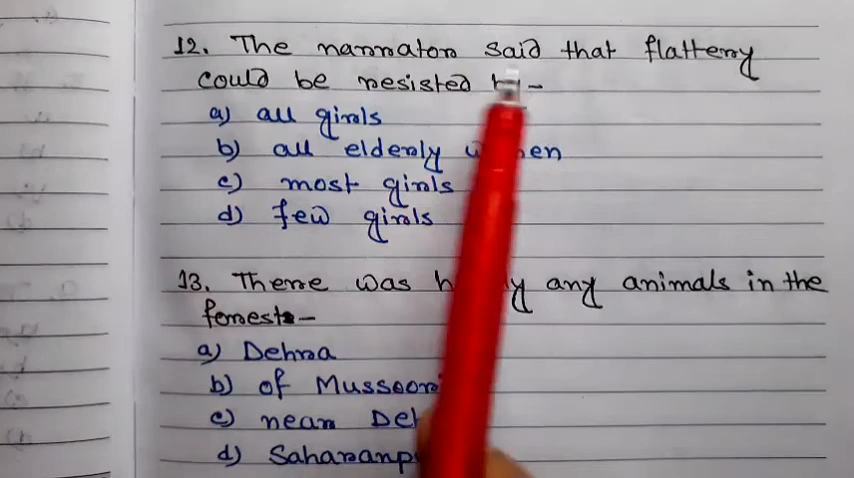 12. The narrator said that flattery
could be resisted
a) all girls
b) all elderly
c) most girls
d) few girls
13. There was any animals in the
forest-
a) Dehra
b) of
c) near
d)